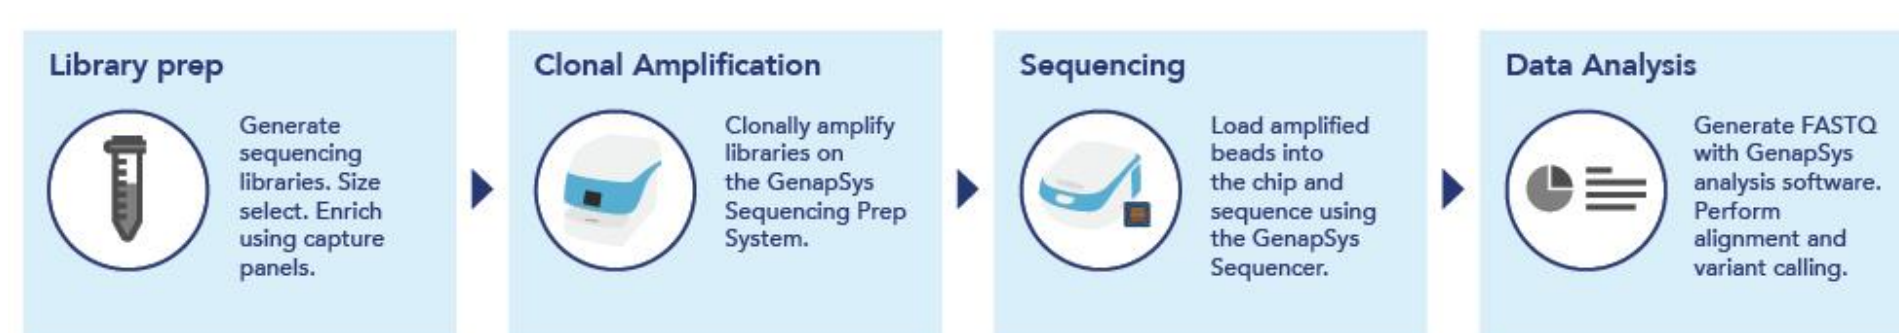 Library prep
Generate
sequencing
libraries. Size
select. Enrich
using capture
panels.
Clonal Amplification
Clonally amplify
libraries on
the GenapSys
Sequencing Prep
System.
Sequencing
Load amplified
beads into
the chip and
sequence using
the GenapSys
Sequencer.
Data Analysis
Generate FASTQ
with GenapSys
analysis software.
Perform
alignment and
variant calling.